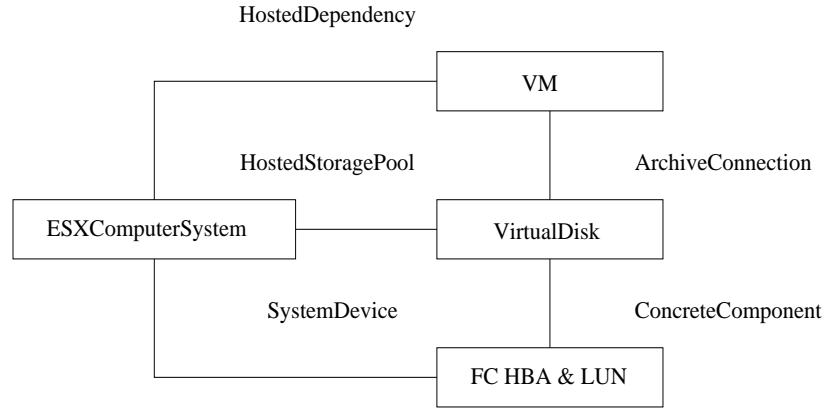 HostedDependency
VM
HostedStoragePool
ArchiveConnection
ESXComputerSystem
VirtualDisk
SystemDevice
ConcreteComponent
FC HBA & LUN